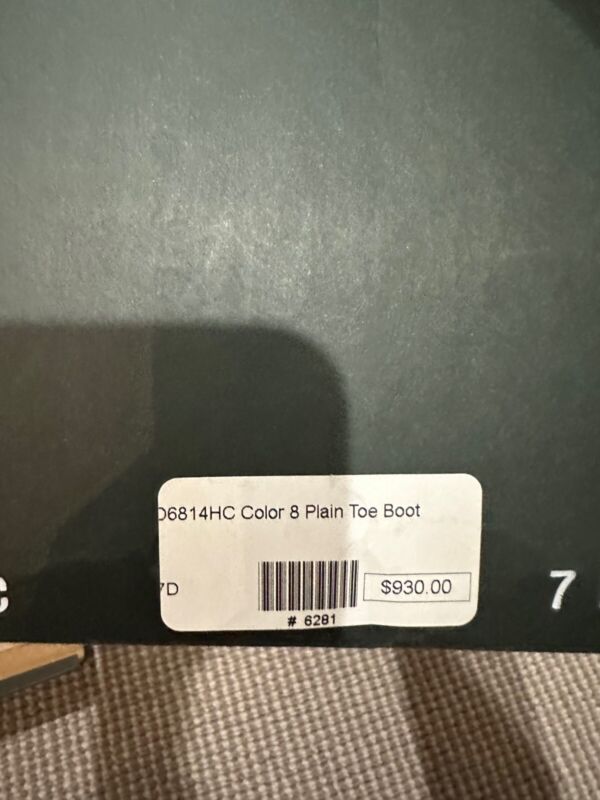 D6814HC Color 8 Plain Toe Boot
7D
$930.00
# 6281
C
7